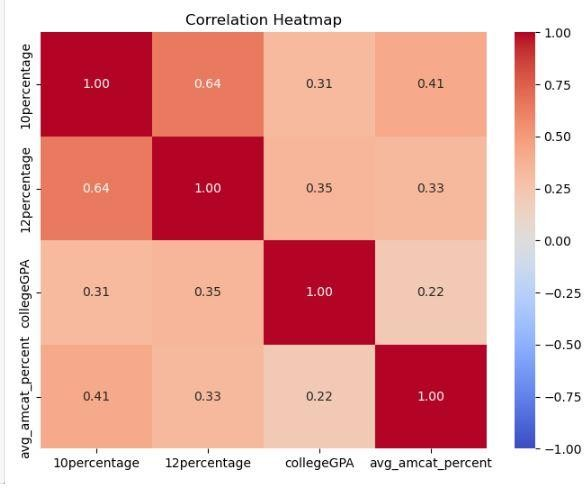 Correlation Heatmap
10percentage
1.00 0.64 0.31 0.41
12percentage
0.64 1.00 0.35 0.33
collegeGPA
0.31 0.35 1.00 0.22
avg_amcat_percent
0.41 0.33 0.22 1.00
10percentage 12percentage collegeGPA avg_amcat_percent
1.00
0.75
0.50
0.25
0.00
−0.25
−0.50
−0.75
−1.00